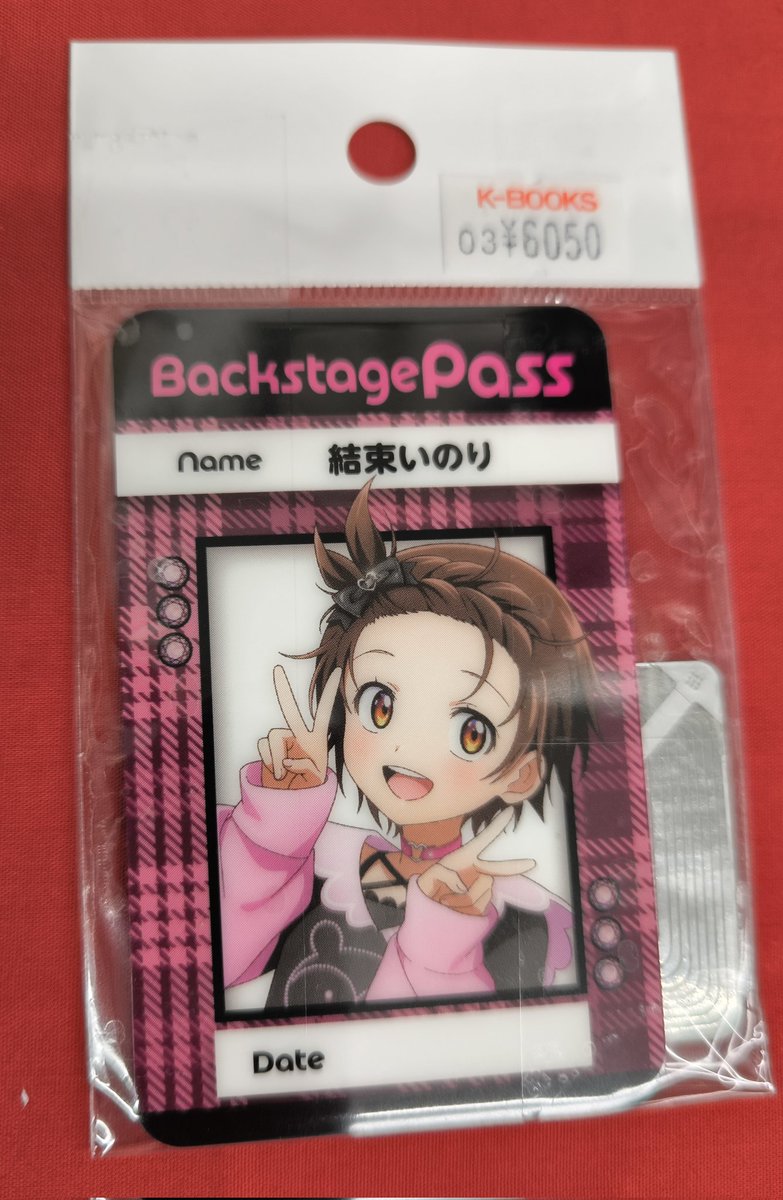 K-BOOKS
03¥6050
BackstagePass
Name 結束いのり
Date